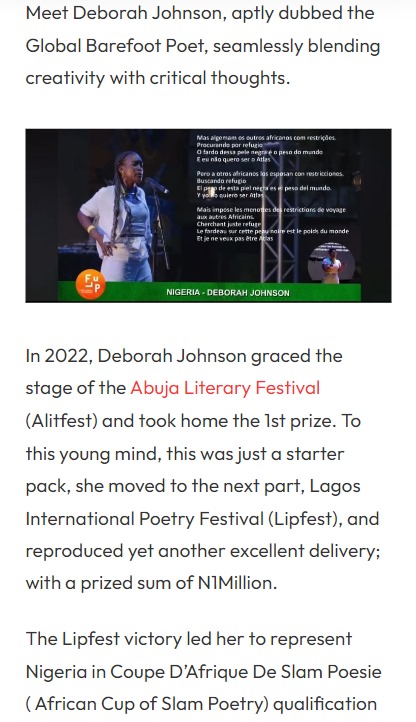 Meet Deborah Johnson, aptly dubbed the
Global Barefoot Poet, seamlessly blending
creativity with critical thoughts.
Mas algemam os outros africanos com restrições.
Procurando por refugio
O fardo dessa pele negra é o peso do mundo
E eu não quero ser o Atlas
Pero a otros africanos los esposan con restricciones.
Buscando refugio
El peso de esta piel negra es el peso del mundo.
Y yo no quiero ser Atlas
Mais impose les menottes des restrictions de voyage
aux autres Africains.
Cherchant juste refuge
Le fardeau sur cette peau noire est le poids du monde
Et je ne veux pas être Atlas
FuP
NIGERIA - DEBORAH JOHNSON
In 2022, Deborah Johnson graced the
stage of the Abuja Literary Festival
(Alitfest) and took home the 1st prize. To
this young mind, this was just a starter
pack, she moved to the next part, Lagos
International Poetry Festival (Lipfest), and
reproduced yet another excellent delivery;
with a prized sum of N1Million.
The Lipfest victory led her to represent
Nigeria in Coupe D’Afrique De Slam Poesie
( African Cup of Slam Poetry) qualification